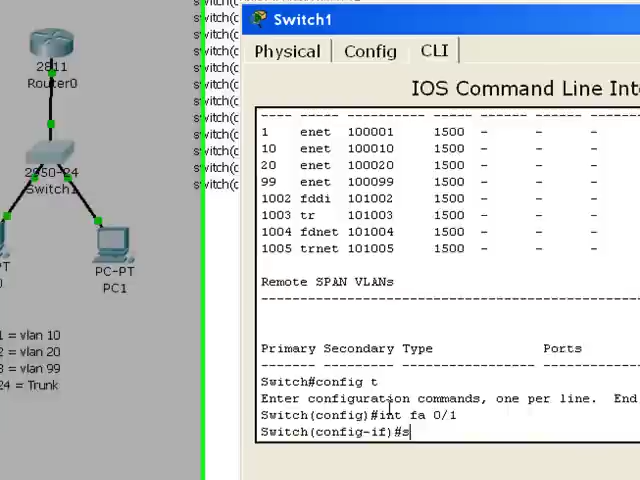 Switch1
Physical Config CLI
IOS Command Line Inte
1 enet 100001 1500 - - -
10 enet 100010 1500 - - -
20 enet 100020 1500 - - -
99 enet 100099 1500 - - -
1002 fddi 101002 - - -
1003 tr 101003 1500 - - -
1004 fdnet 101004 1500 - - -
1005 trnet 101005 1500 - - -
Remote SPAN VLANs
Primary Secondary Type Ports
Switch#config t
Enter configuration commands, one per line. End
Switch(config)#int fa 0/1
Switch(config-if)#s
2811
Router0
2950-24
Switch1
PC-PT
PC1
1 = vlan 10
2 = vlan 20
3 = vlan 99
24 = Trunk